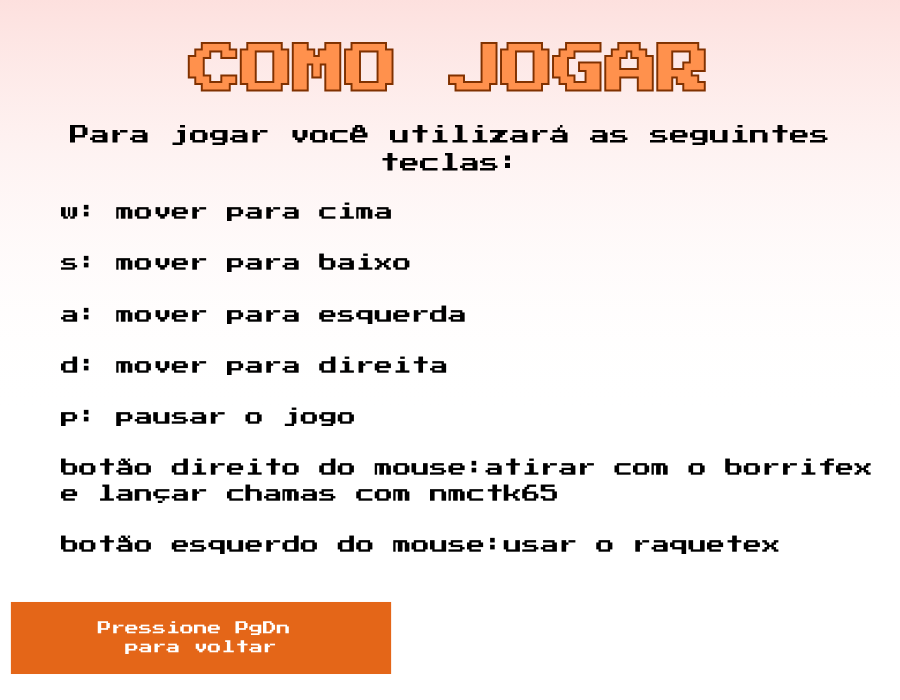 COMO JOGAR
Para jogar você utilizará as seguintes
teclas:
w: mover para cima
s: mover para baixo
a: mover para esquerda
d: mover para direita
p: pausar o jogo
botão direito do mouse:atirar com o borrifex
e lançar chamas com nmctk65
botão esquerdo do mouse:usar o raquetex
Pressione PgDn
para voltar